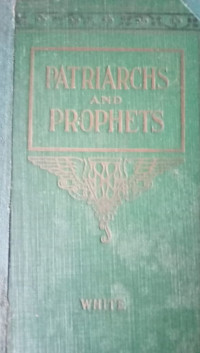 PATRIARCHS
AND
PROPHETS
WHITE